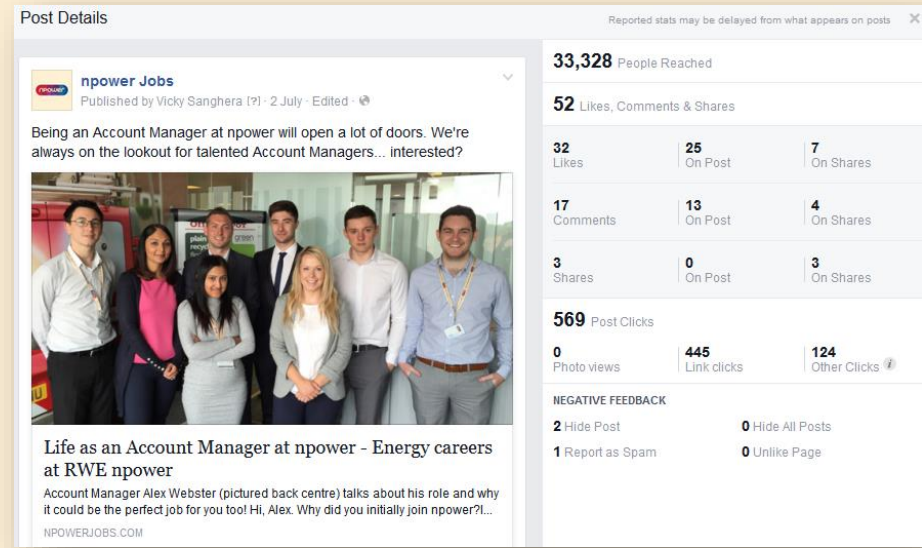 Post Details
Reported stats may be delayed from what appears on posts
npower
npower Jobs
Published by Vicky Sanghera [?] · 2 July · Edited ·
Being an Account Manager at npower will open a lot of doors. We're
always on the lookout for talented Account Managers... interested?
plain
recycl
green
Life as an Account Manager at npower - Energy careers
at RWE npower
Account Manager Alex Webster (pictured back centre) talks about his role and why
it could be the perfect job for you too! Hi, Alex. Why did you initially join npower?I...
NPOWERJOBS.COM
33,328 People Reached
52 Likes, Comments & Shares
32 25 7
Likes On Post On Shares
17 13 4
Comments On Post On Shares
3 0 3
Shares On Post On Shares
569 Post Clicks
0 445 124
Photo views Link clicks Other Clicks i
NEGATIVE FEEDBACK
2 Hide Post 0 Hide All Posts
1 Report as Spam 0 Unlike Page